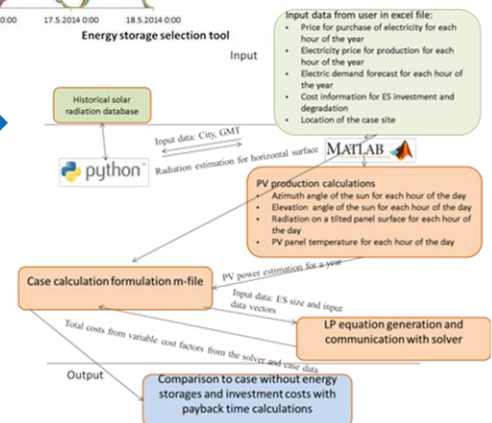 0:00
17.5.2014 0:00
18.5.2014 0:00
Energy storage selection tool
Input
Input data from user in excel file:
• Price for purchase of electricity for each
hour of the year
• Electricity price for production for each
hour of the year
• Electric demand forecast for each hour of
the year
• Cost information for ES investment and
degradation
• Location of the case site
Historical solar
radiation database
Input data: City, GMT
Radiation estimation for horizontal surface
python
MATLAB
PV production calculations
• Azimuth angle of the sun for each hour of the day
• Elevation angle of the sun for each hour of the day
• Radiation on a tilted panel surface for each hour of
the day
• PV panel temperature for each hour of the day
PV power estimation for a year
Case calculation formulation m-file
Input data: ES size and input
data vectors
LP equation generation and
communication with solver
Total costs from variable cost factors from the solver and case data
Output
Comparison to case without energy
storages and investment costs with
payback time calculations